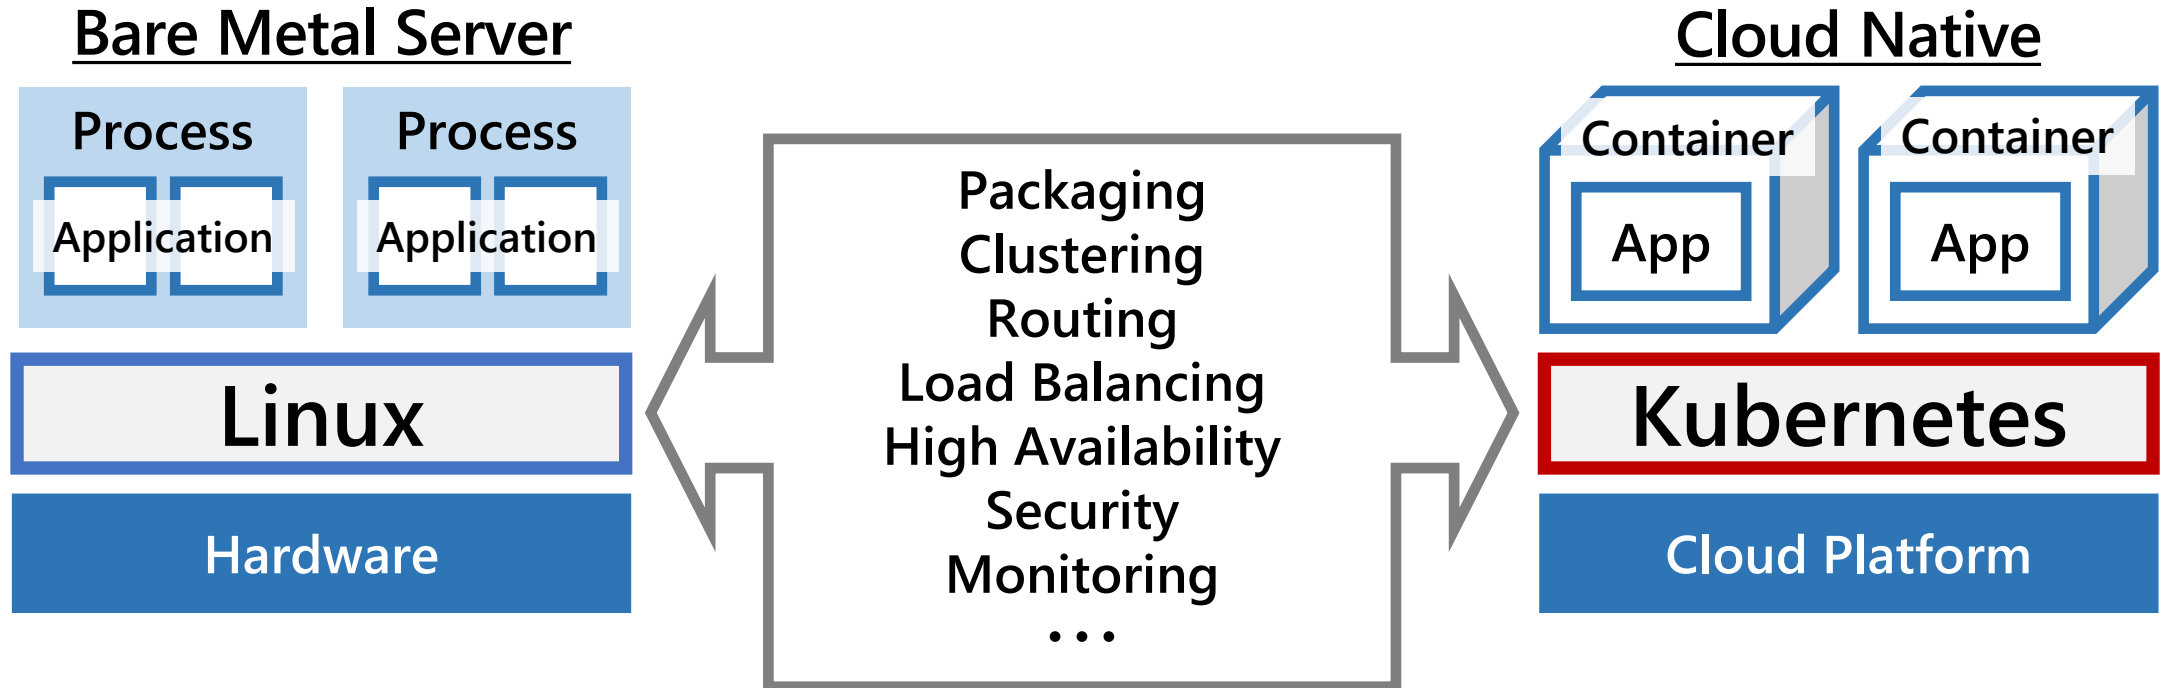 Bare Metal Server
Process
Process
Application
Application
Linux
Hardware
Packaging
Clustering
Routing
Load Balancing
High Availability
Security
Monitoring
...
Cloud Native
Container
Container
App
App
Kubernetes
Cloud Platform